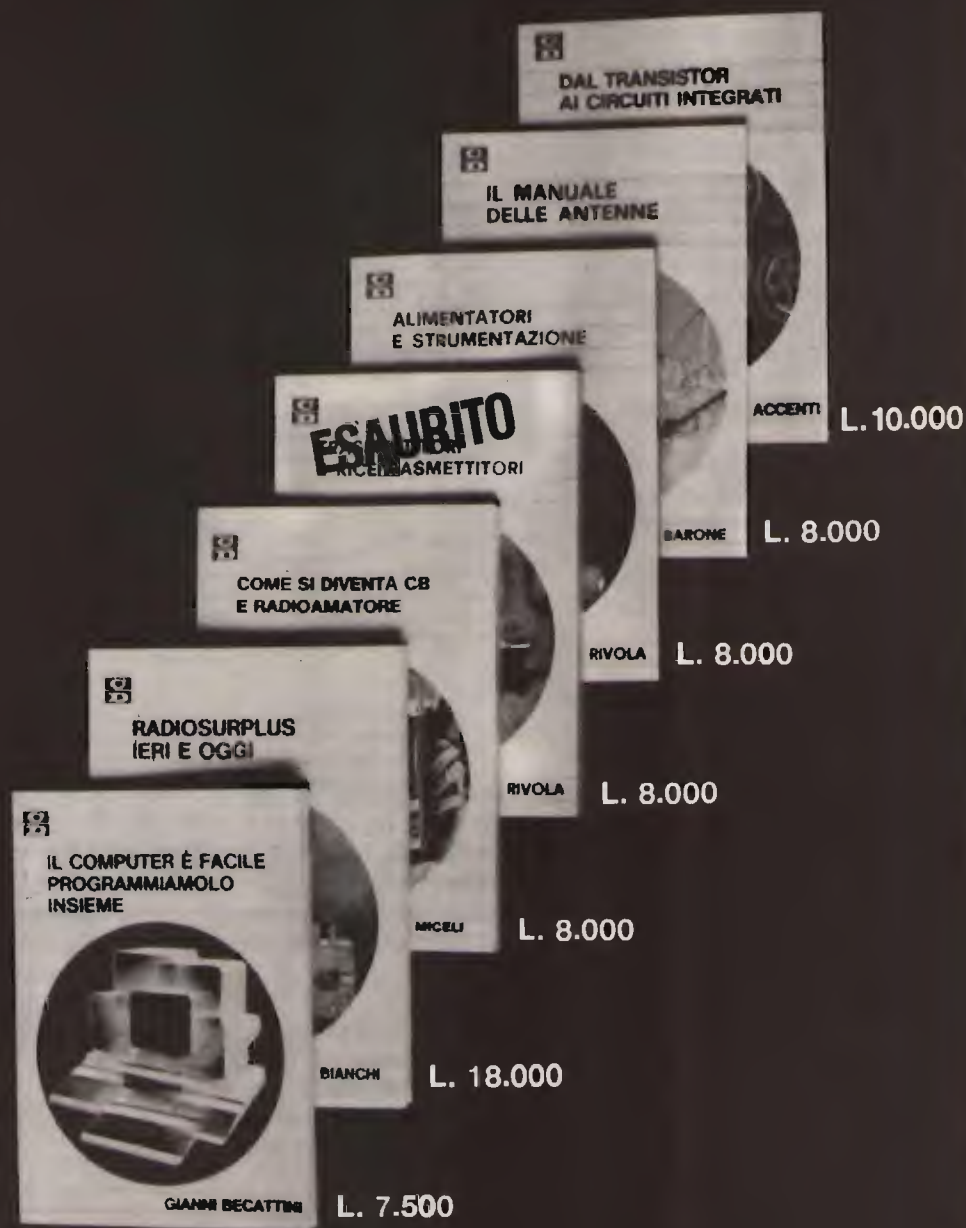 DAL TRANSISTOR
AI CIRCUITI INTEGRATI
ACCENTI
L. 10.000
IL MANUALE
DELLE ANTENNE
BARONE
L. 8.000
ALIMENTATORI
E STRUMENTAZIONE
RIVOLA
L. 8.000
ESAURITO
RIVOLA
L. 8.000
COME SI DIVENTA CB
E RADIOAMATORE
MICELI
L. 8.000
RADIOSURPLUS
IERI E OGGI
BIANCHI
L. 18.000
IL COMPUTER È FACILE
PROGRAMMIAMOLO
INSIEME
GIANNI BECATTINI
L. 7.500